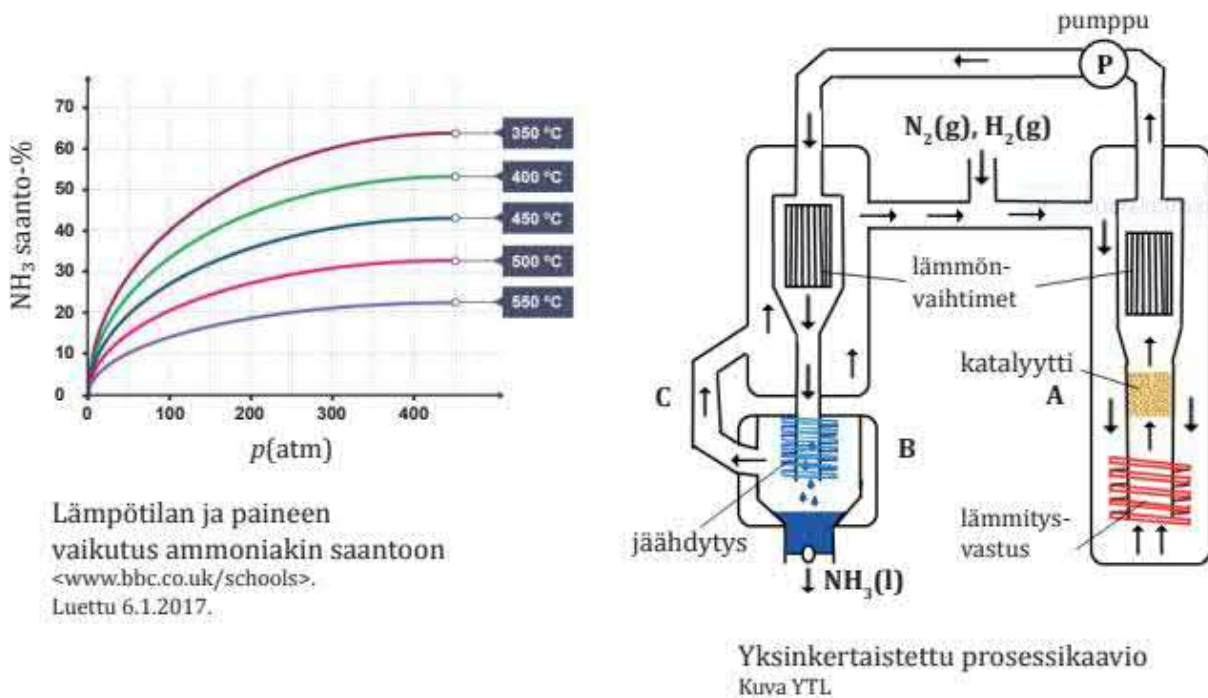 70
60
50
40
30
20
10
0
NH₃ saanto-%
0 100 200 300 400
p(atm)
350 °C
400 °C
450 °C
500 °C
550 °C
Lämpötilan ja paineen
vaikutus ammoniakin saantoon
<www.bbc.co.uk/schools>.
Luettu 6.1.2017.
pumppu
P
N₂(g), H₂(g)
lämmön-
vaihtimet
katalyytti
A
C
B
jäähdytys
lämmitys-
vastus
NH₃(l)
Yksinkertaistettu prosessikaavio
Kuva YTL